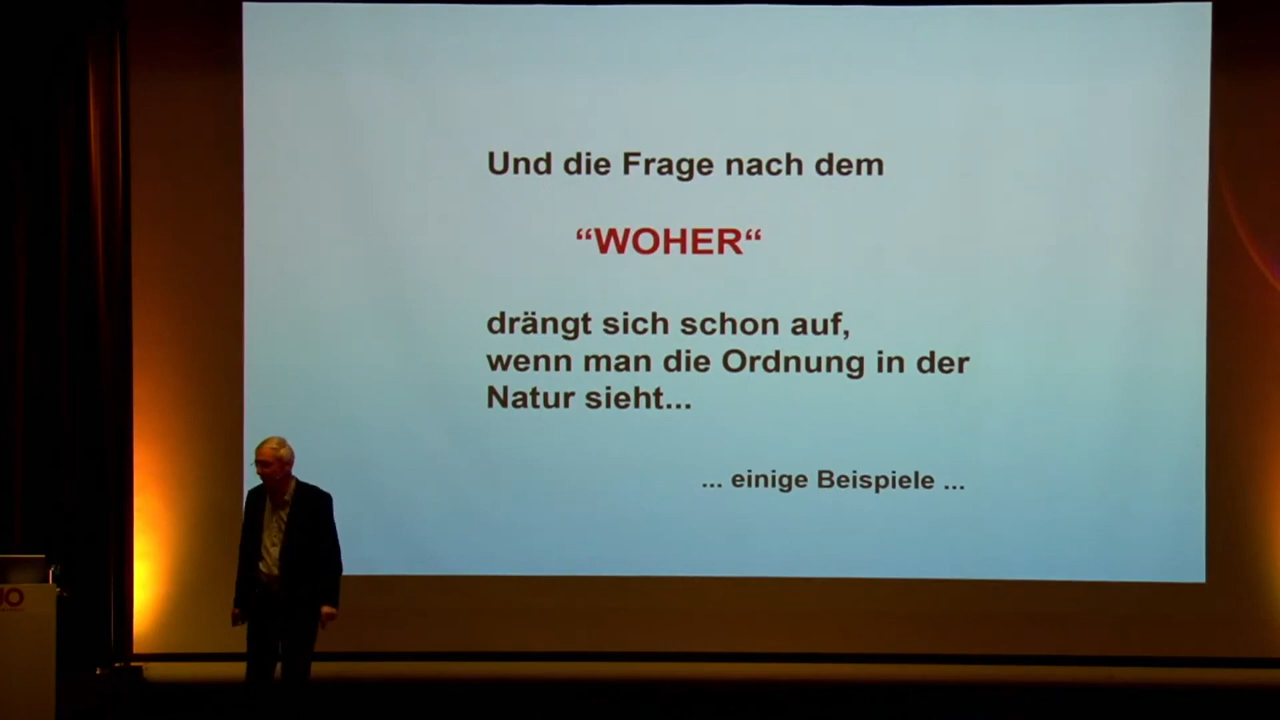 Und die Frage nach dem
“WOHER“
drängt sich schon auf,
wenn man die Ordnung in der
Natur sieht...
... einige Beispiele ...